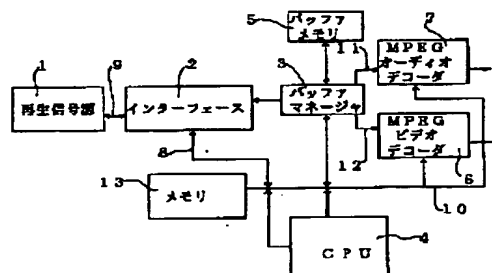 5
バッファ
メモリ
11
7
MPEG
オーディオ
デコーダ
1
9
2
3
再生信号源
インターフェース
バッファ
マネージャ
MPEG
ビデオ
デコーダ
8
12
6
13
メモリ
10
CPU
4